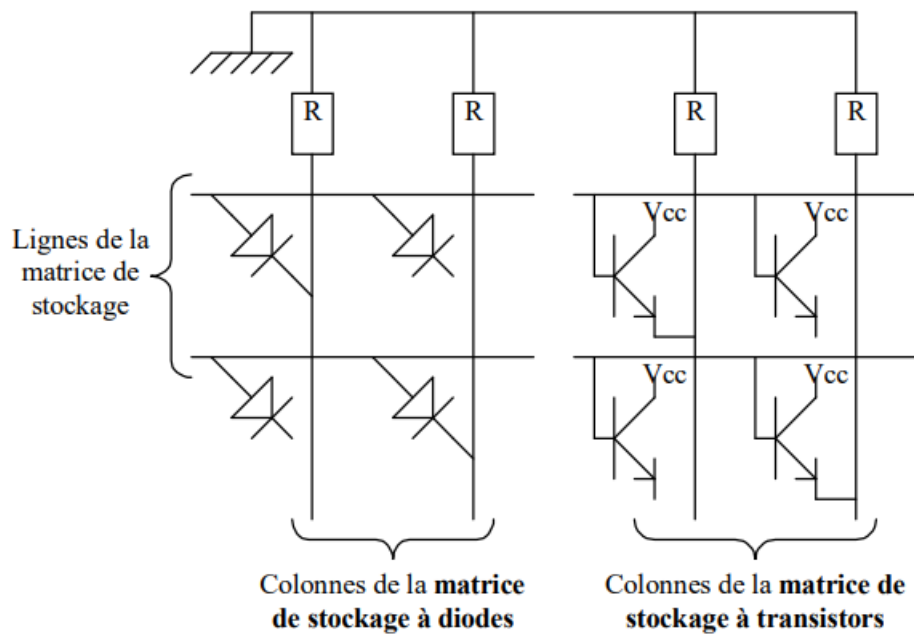 R
R
R
R
Vcc
Vcc
Lignes de la
matrice de
stockage
Vcc
Vcc
Colonnes de la matrice
de stockage à diodes
Colonnes de la matrice de
stockage à transistors